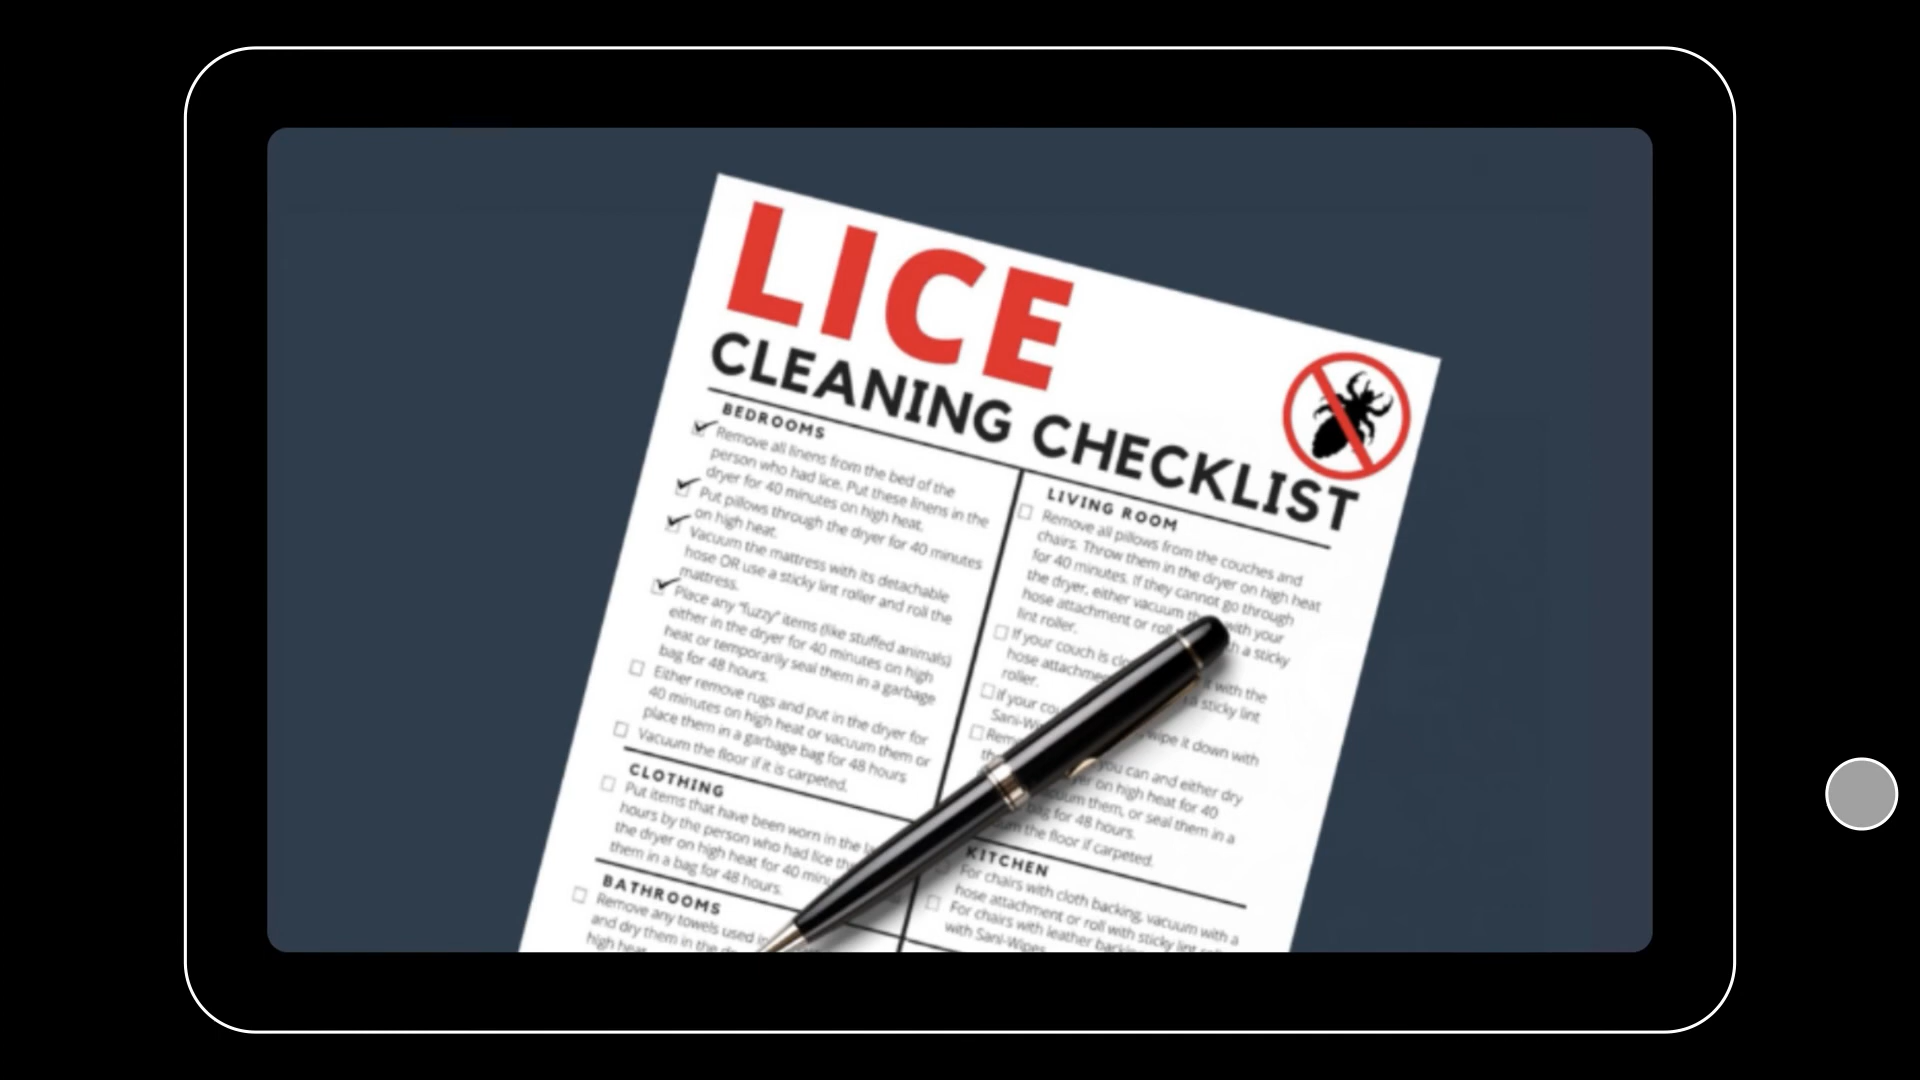 LICE
CLEANING CHECKLIST
BEDROOMS
Remove all linens from the bed of the
person who had lice. Put these linens in the
dryer for 40 minutes on high heat.
Put pillows through the dryer for 40 minutes
on high heat.
Vacuum the mattress with its detachable
hose OR use a sticky lint roller and roll the
mattress.
Place any "fuzzy" items (like stuffed animals)
either in the dryer for 40 minutes on high
heat or temporarily seal them in a garbage
bag for 48 hours.
Either remove rugs and put in the dryer for
40 minutes on high heat or vacuum them or
place them in a garbage bag for 48 hours
Vacuum the floor if it is carpeted.
CLOTHING
Put items that have been worn in the
hours by the person who had lice
the dryer on high heat for 40
them in a bag for 48 hours.
BATHROOMS
Remove any towels used
and dry them in the
high heat
LIVING ROOM
Remove all pillows from the couches and
chairs. Throw them in the dryer on high heat
for 40 minutes. If they cannot go through
the dryer, either vacuum with your
hose attachment or roll a sticky
lint roller.
If your couch is with the
hose attachment sticky lint
roller.
If your wipe it down with
you can and either dry
on high heat for 40
them, or seal them in a
bag for 48 hours.
the floor if carpeted.
KITCHEN
For chairs with cloth backing, vacuum with a
hose attachment or roll with sticky lint
For chairs with leather
with Sani-Wipes